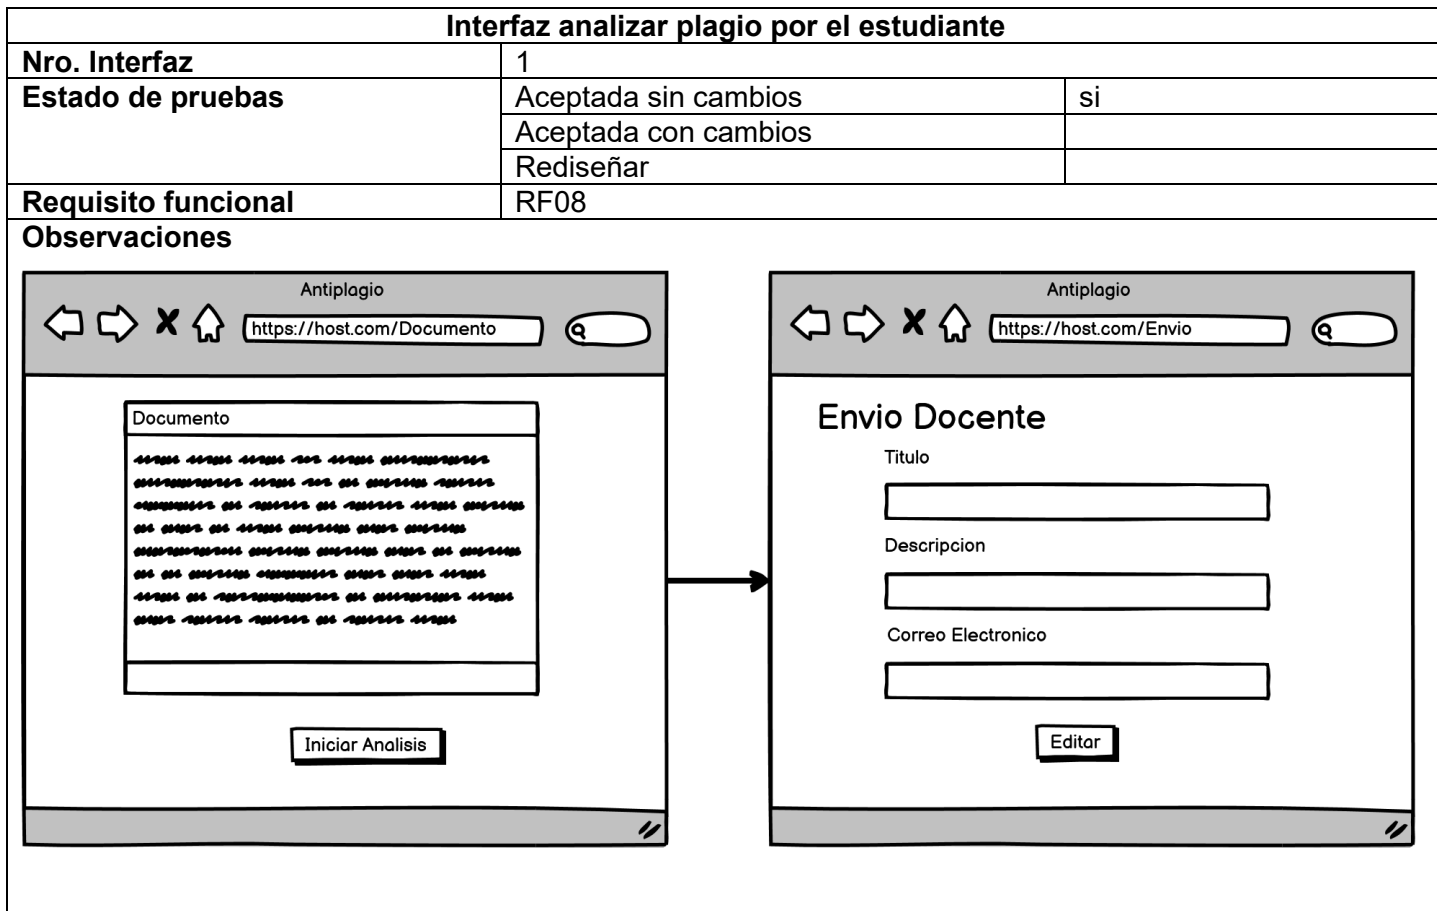 Interfaz analizar plagio por el estudiante
Nro. Interfaz 1
Estado de pruebas Aceptada sin cambios si
Aceptada con cambios
Rediseñar
Requisito funcional RF08
Observaciones
Antiplagio
https://host.com/Documento
Documento
Iniciar Analisis
Antiplagio
https://host.com/Envio
Envio Docente
Titulo
Descripcion
Correo Electronico
Editar